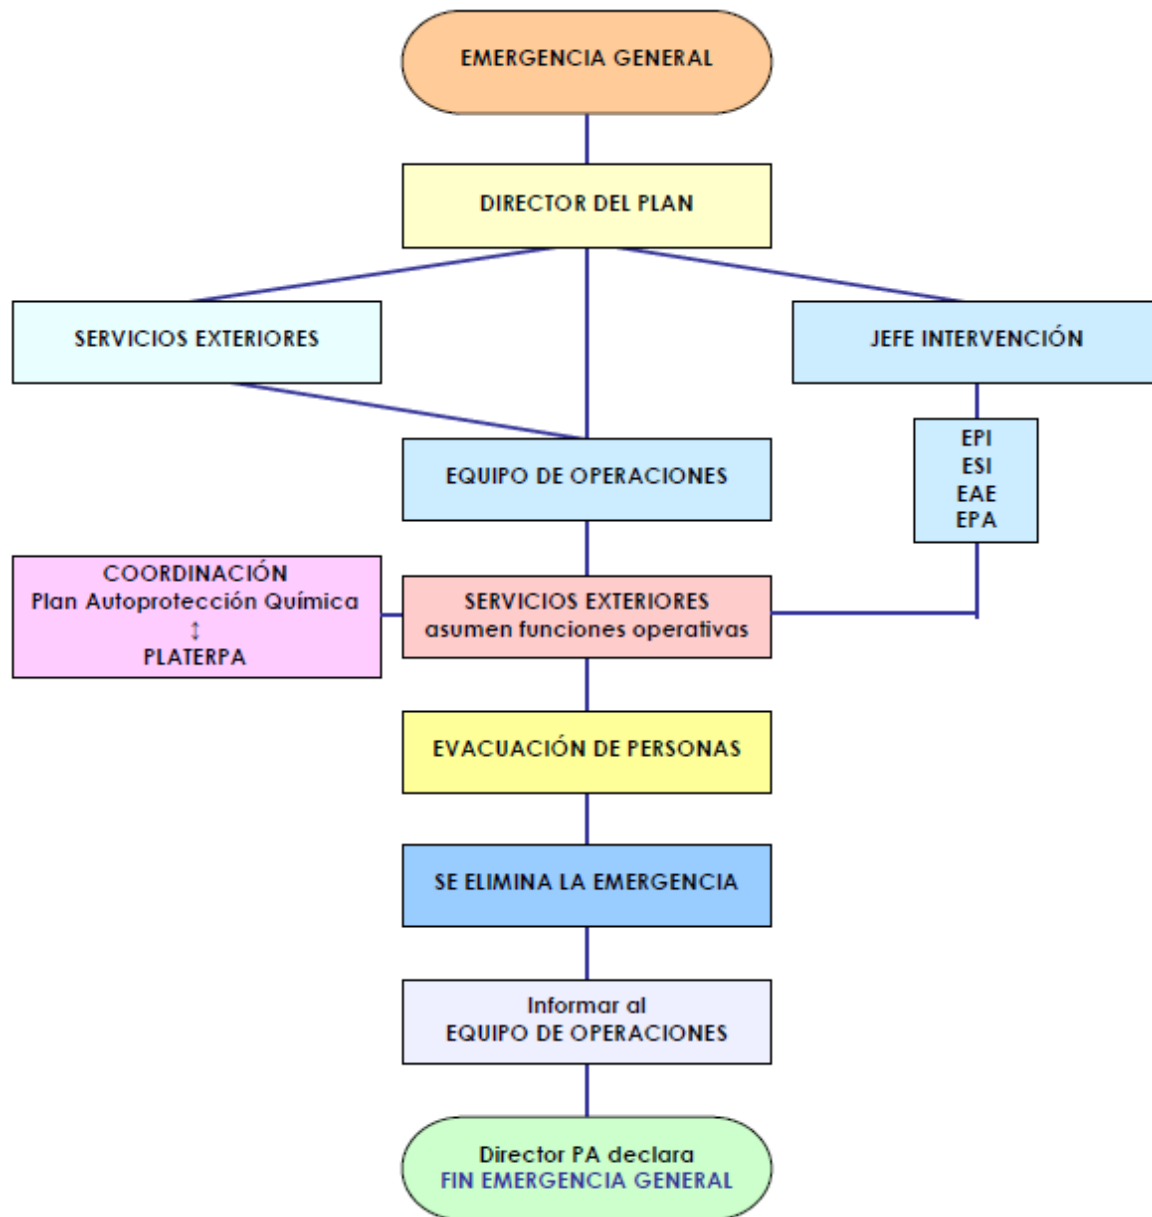 EMERGENCIA GENERAL
DIRECTOR DEL PLAN
SERVICIOS EXTERIORES
JEFE INTERVENCIÓN
EPI
ESI
EAE
EPA
EQUIPO DE OPERACIONES
COORDINACIÓN
Plan Autoprotección Química
↕
PLATERPA
SERVICIOS EXTERIORES
asumen funciones operativas
EVACUACIÓN DE PERSONAS
SE ELIMINA LA EMERGENCIA
Informar al
EQUIPO DE OPERACIONES
Director PA declara
FIN EMERGENCIA GENERAL